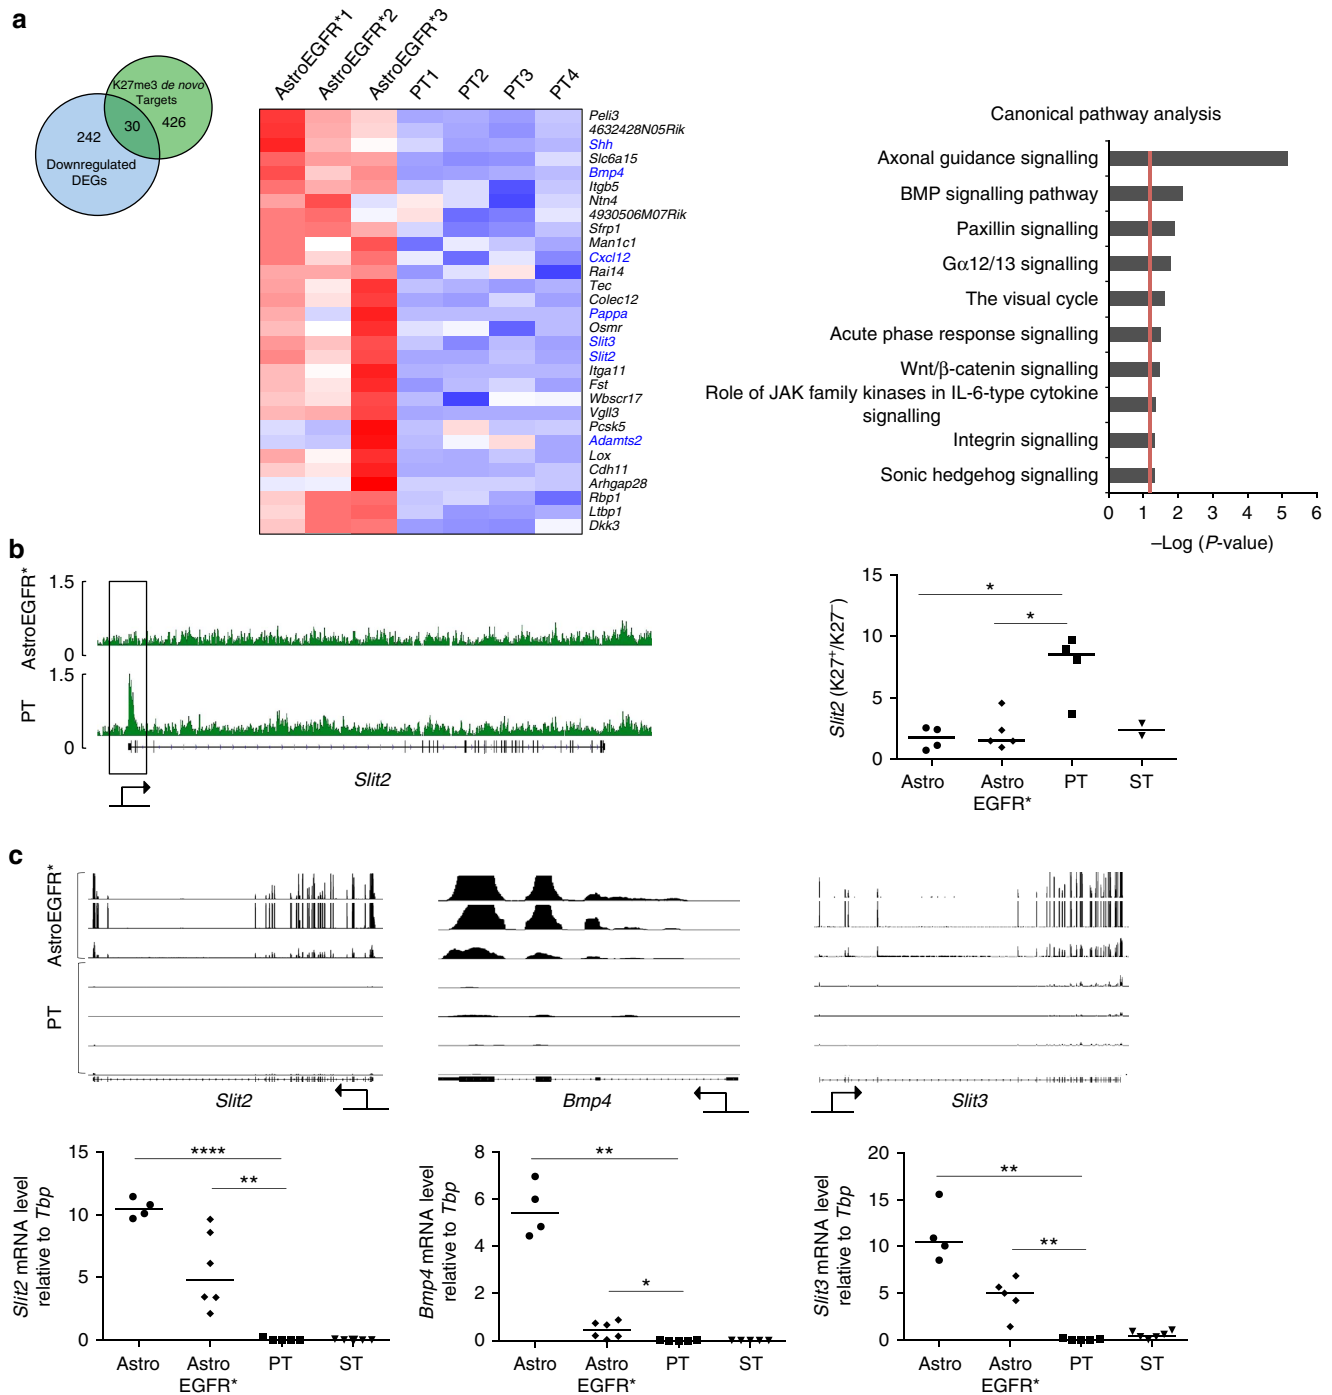 a
K27me3 de novo
Targets
242
30
426
Downregulated
DEGs
AstroEGFR*1
AstroEGFR*2
AstroEGFR*3
PT1
PT2
PT3
PT4
Peli3
4632428N05Rik
Shh
Slc6a15
Bmp4
Itgb5
Ntn4
4930506M07Rik
Sfrp1
Man1c1
Cxcl12
Rai14
Tec
Colec12
Pappa
Osmr
Slit3
Slit2
Itga11
Fst
Wbscr17
Vgll3
Pcsk5
Adamts2
Lox
Cdh11
Arhgap28
Rbp1
Ltbp1
Dkk3
Canonical pathway analysis
Axonal guidance signalling
BMP signalling pathway
Paxillin signalling
Gα12/13 signalling
The visual cycle
Acute phase response signalling
Wnt/β-catenin signalling
Role of JAK family kinases in IL-6-type cytokine
signalling
Integrin signalling
Sonic hedgehog signalling
0 1 2 3 4 5 6
–Log (P-value)
b
AstroEGFR*
1.5
0
PT
1.5
0
Slit2
Slit2 (K27+/K27–)
15
10
5
0
*
*
Astro
Astro
EGFR*
PT
ST
c
AstroEGFR*
PT
Slit2
Bmp4
Slit3
Slit2 mRNA level
relative to Tbp
15
10
5
0
****
**
Astro
Astro
EGFR*
PT
ST
Bmp4 mRNA level
relative to Tbp
8
6
4
2
0
**
*
Astro
Astro
EGFR*
PT
ST
Slit3 mRNA level
relative to Tbp
20
15
10
5
0
**
**
Astro
Astro
EGFR*
PT
ST